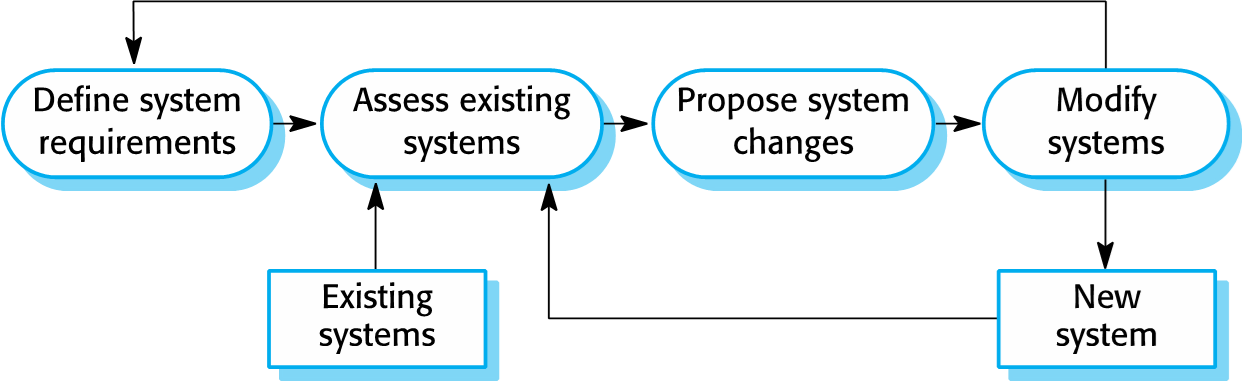 Define system
requirements
Assess existing
systems
Propose system
changes
Modify
systems
Existing
systems
New
system